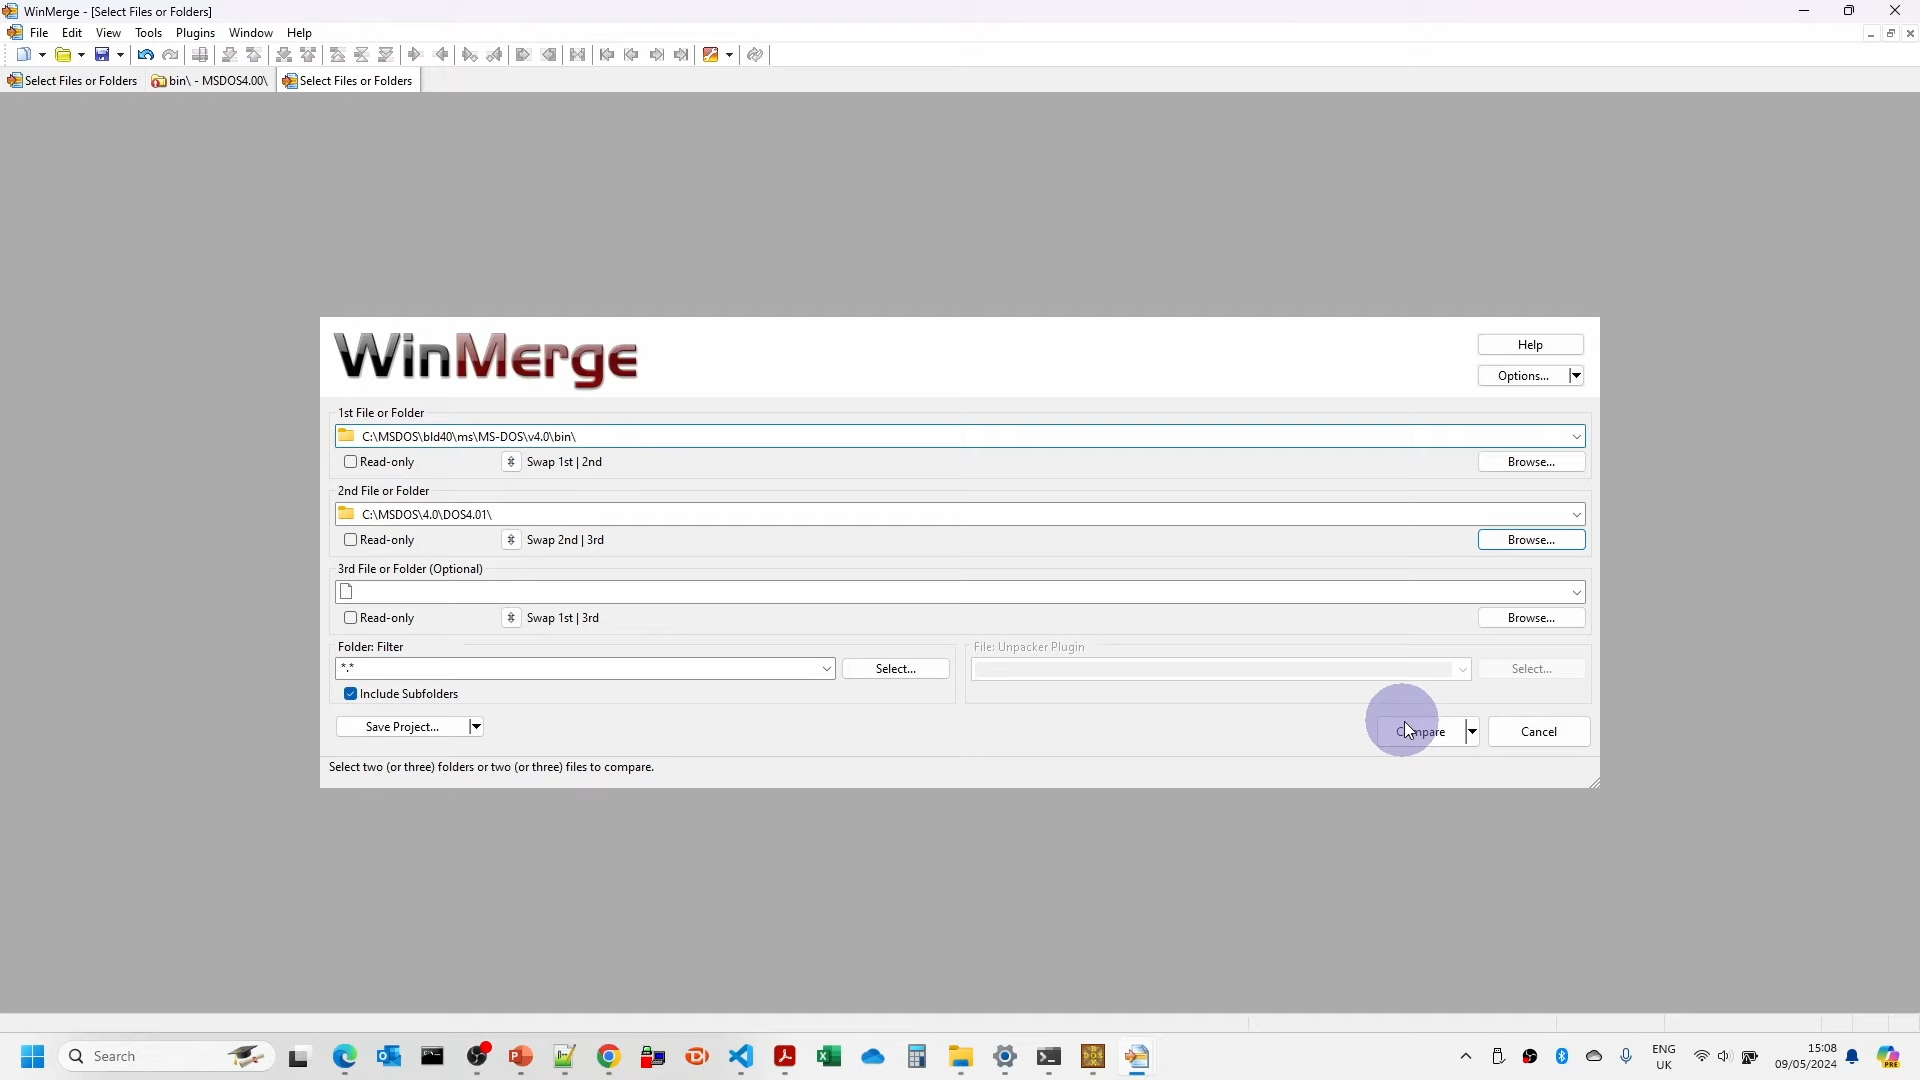 WinMerge - [Select Files or Folders]
File Edit View Tools Plugins Window Help
Select Files or Folders bin\ - MSDOS4.00\ Select Files or Folders
WinMerge
Help
Options...
1st File or Folder
C:\MSDOS\bld40\ms\MS-DOS\v4.0\bin\
Read-only Swap 1st | 2nd Browse...
2nd File or Folder
C:\MSDOS\4.0\DOS4.01\
Read-only Swap 2nd | 3rd Browse...
3rd File or Folder (Optional)
Read-only Swap 1st | 3rd Browse...
Folder: Filter File: Unpacker Plugin
*.* Select... Select...
Include Subfolders
Save Project... Compare Cancel
Select two (or three) folders or two (or three) files to compare.
Search ENG 15:08
UK 09/05/2024